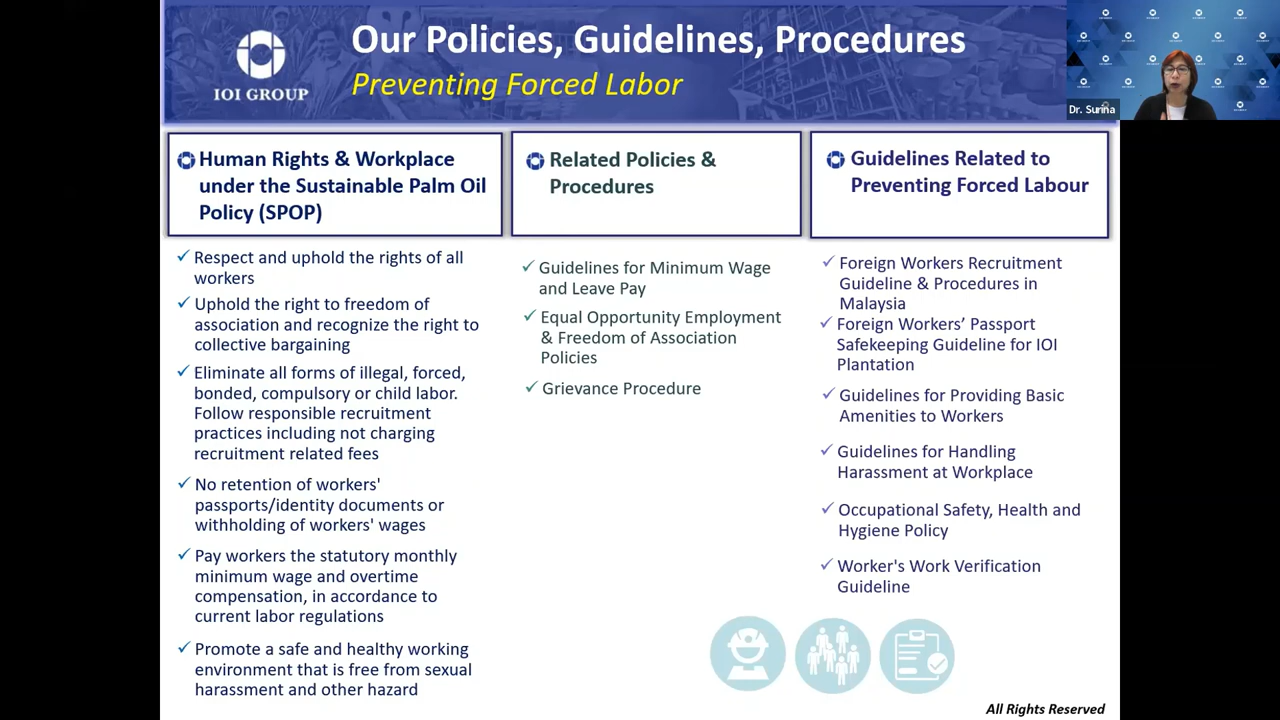 Our Policies, Guidelines, Procedures
Preventing Forced Labor
IOI GROUP
Dr. Surina
Human Rights & Workplace
under the Sustainable Palm Oil
Policy (SPOP)
Respect and uphold the rights of all
workers
Uphold the right to freedom of
association and recognize the right to
collective bargaining
Eliminate all forms of illegal, forced,
bonded, compulsory or child labor.
Follow responsible recruitment
practices including not charging
recruitment related fees
No retention of workers'
passports/identity documents or
withholding of workers' wages
Pay workers the statutory monthly
minimum wage and overtime
compensation, in accordance to
current labor regulations
Promote a safe and healthy working
environment that is free from sexual
harassment and other hazard
Related Policies &
Procedures
Guidelines for Minimum Wage
and Leave Pay
Equal Opportunity Employment
& Freedom of Association
Policies
Grievance Procedure
Guidelines Related to
Preventing Forced Labour
Foreign Workers Recruitment
Guideline & Procedures in
Malaysia
Foreign Workers' Passport
Safekeeping Guideline for IOI
Plantation
Guidelines for Providing Basic
Amenities to Workers
Guidelines for Handling
Harassment at Workplace
Occupational Safety, Health and
Hygiene Policy
Worker's Work Verification
Guideline
All Rights Reserved